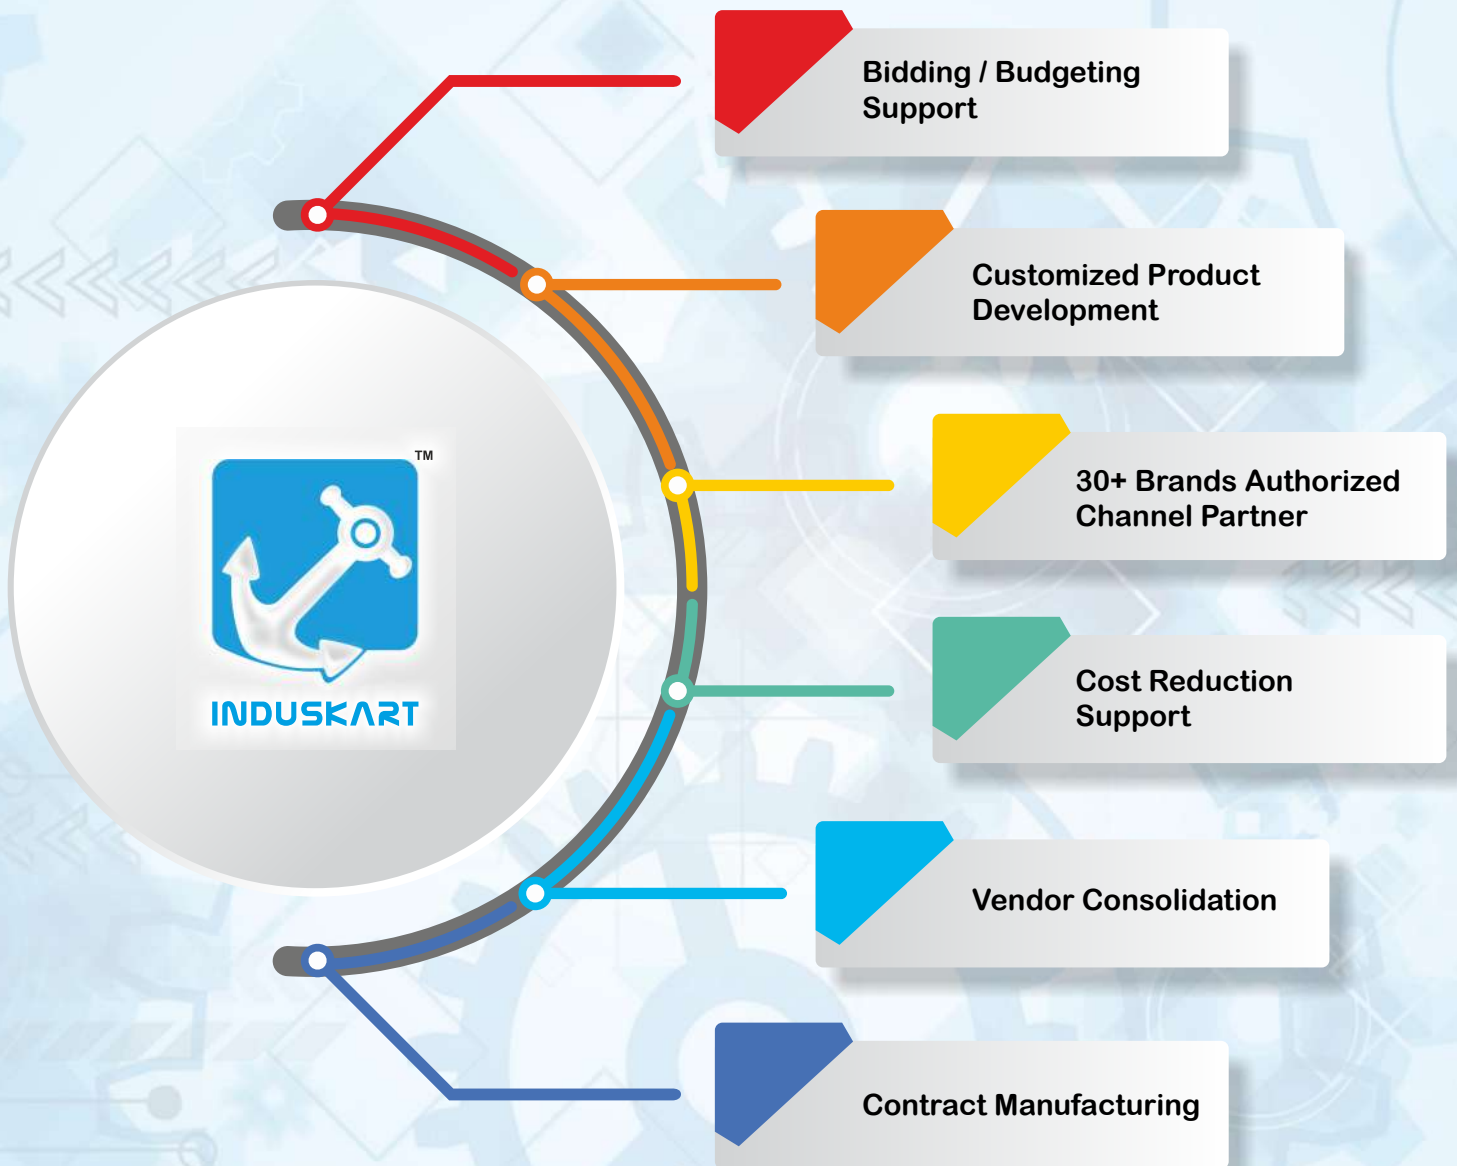 Bidding / Budgeting
Support
Customized Product
Development
30+ Brands Authorized
Channel Partner
TM
INDUSKART
Cost Reduction
Support
Vendor Consolidation
Contract Manufacturing